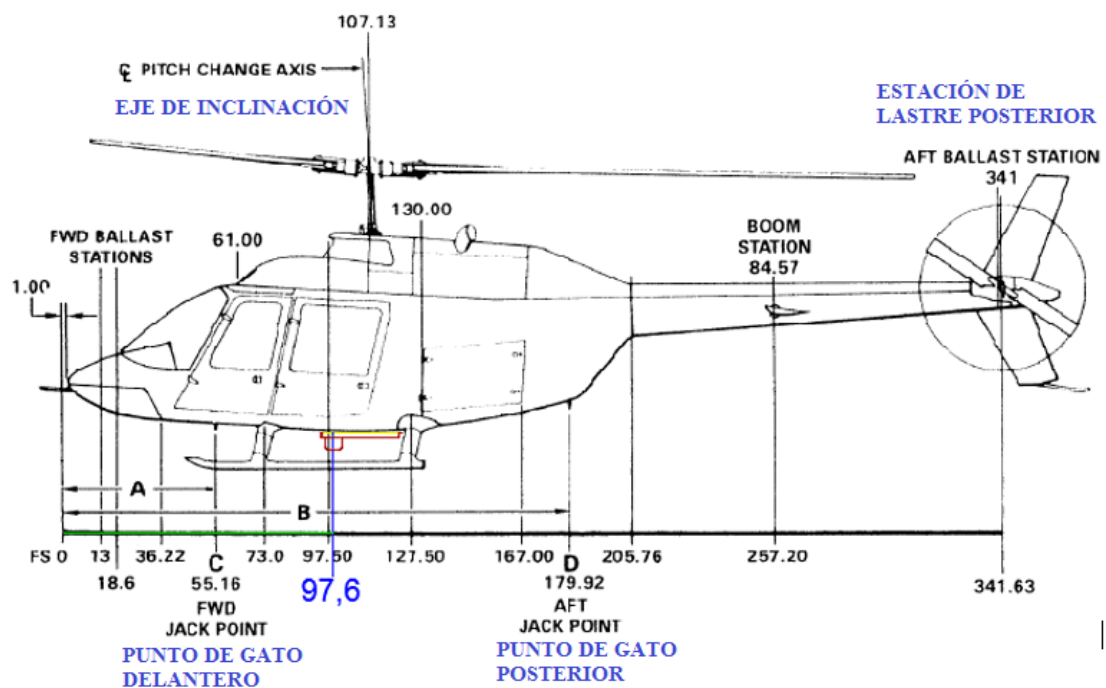 107.13
℄ PITCH CHANGE AXIS
EJE DE INCLINACIÓN
ESTACIÓN DE
LASTRE POSTERIOR
AFT BALLAST STATION
341
130.00
FWD BALLAST
STATIONS
61.00
BOOM
STATION
84.57
1.00
A
B
FS 0 13 36.22 C 73.0 97.50 127.50 167.00 D 205.76 257.20
18.6 55.16 97,6 179.92 341.63
FWD
JACK POINT
AFT
JACK POINT
PUNTO DE GATO
DELANTERO
PUNTO DE GATO
POSTERIOR